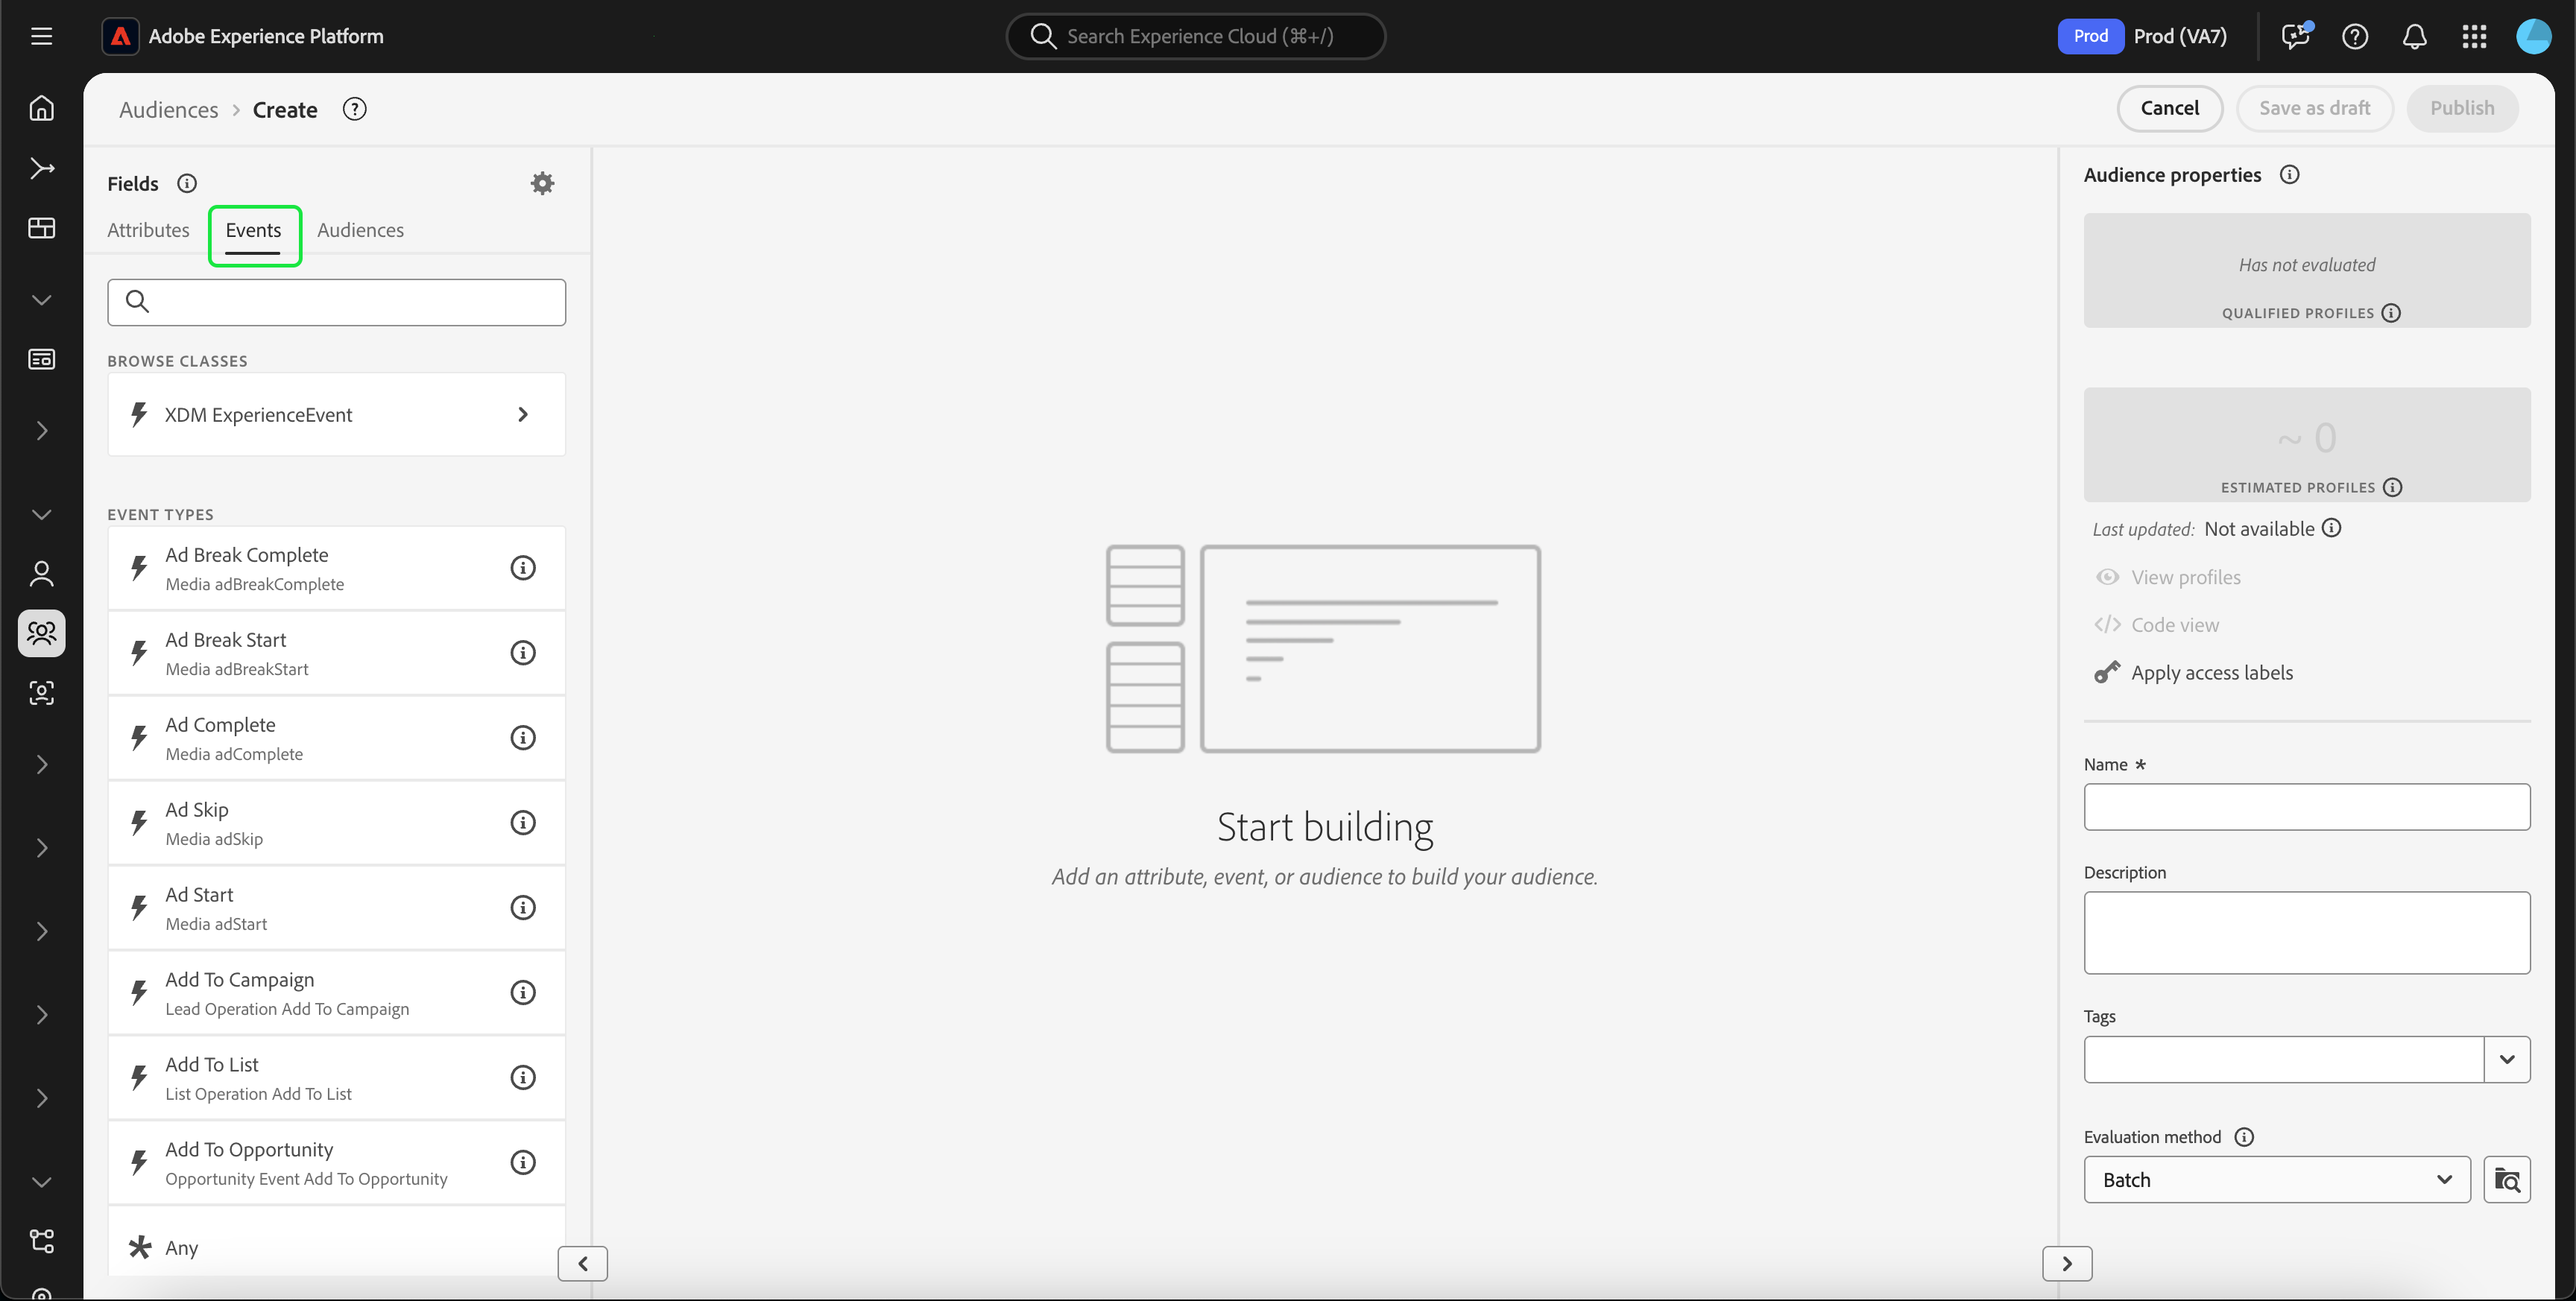 Adobe Experience Platform
Search Experience Cloud (⌘+/)
Prod
Prod (VA7)
Audiences > Create
Cancel
Save as draft
Publish
Fields
Attributes
Events
Audiences
BROWSE CLASSES
XDM ExperienceEvent
EVENT TYPES
Ad Break Complete
Media adBreakComplete
Ad Break Start
Media adBreakStart
Ad Complete
Media adComplete
Ad Skip
Media adSkip
Ad Start
Media adStart
Add To Campaign
Lead Operation Add To Campaign
Add To List
List Operation Add To List
Add To Opportunity
Opportunity Event Add To Opportunity
Any
Start building
Add an attribute, event, or audience to build your audience.
Audience properties
Has not evaluated
QUALIFIED PROFILES
~ 0
ESTIMATED PROFILES
Last updated: Not available
View profiles
Code view
Apply access labels
Name *
Description
Tags
Evaluation method
Batch